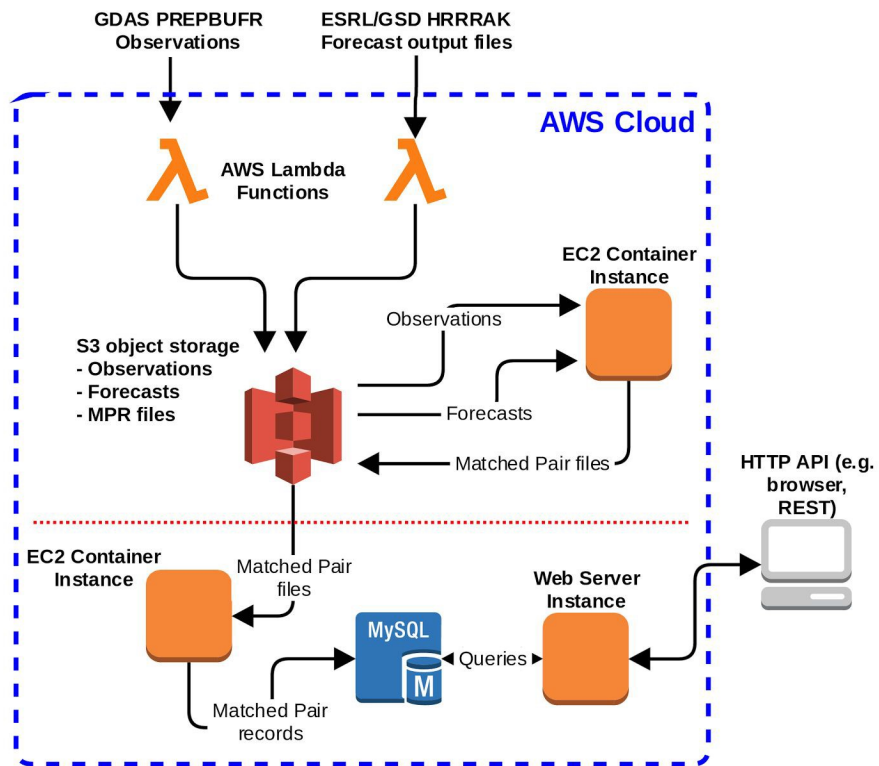 GDAS PREPBUFR
Observations
ESRL/GSD HRRRAK
Forecast output files
AWS Cloud
AWS Lambda
Functions
EC2 Container
Instance
Observations
S3 object storage
- Observations
- Forecasts
- MPR files
Forecasts
Matched Pair files
HTTP API (e.g.
browser,
REST)
EC2 Container
Instance
Matched Pair
files
Web Server
Instance
MySQL
M
Queries
Matched Pair
records